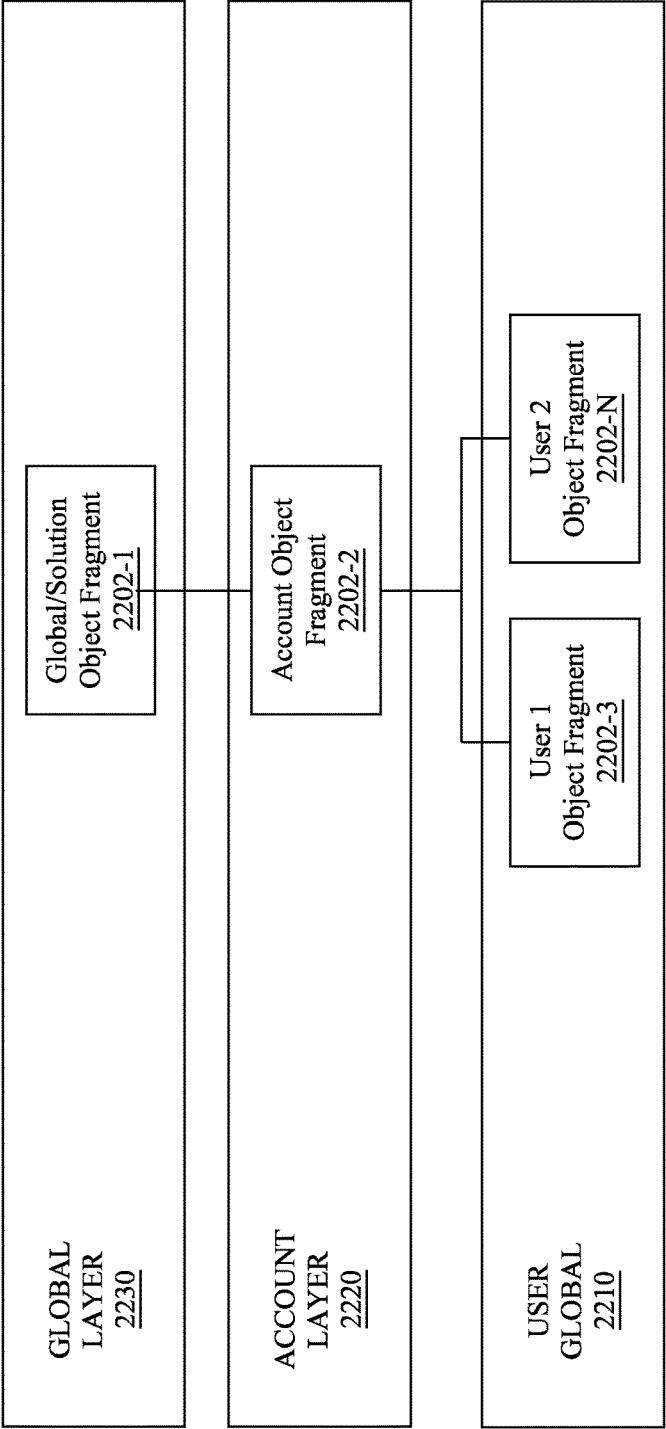 GLOBAL
LAYER
2230
Global/Solution
Object Fragment
2202-1
ACCOUNT
LAYER
2220
Account Object
Fragment
2202-2
USER
GLOBAL
2210
User 1
Object Fragment
2202-3
User 2
Object Fragment
2202-N